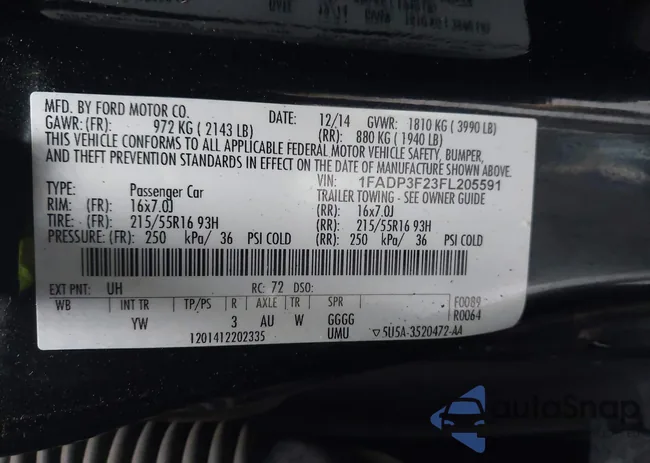 MFD. BY FORD MOTOR CO. DATE: 12/14 GVWR: 1810 KG ( 3990 LB)
GAWR: (FR): 972 KG ( 2143 LB) (RR): 880 KG ( 1940 LB)
THIS VEHICLE CONFORMS TO ALL APPLICABLE FEDERAL MOTOR VEHICLE SAFETY, BUMPER,
AND THEFT PREVENTION STANDARDS IN EFFECT ON THE DATE OF MANUFACTURE SHOWN ABOVE.
VIN: 1FADP3F23FL205591
TYPE: Passenger Car TRAILER TOWING - SEE OWNER GUIDE
RIM: (FR): 16x7.0J (RR): 16x7.0J
TIRE: (FR): 215/55R16 93H (RR): 215/55R16 93H
PRESSURE: (FR): 250 kPa/ 36 PSI COLD (RR): 250 kPa/ 36 PSI COLD
EXT PNT: UH RC: 72 DSO:
WB INT TR TP/PS R AXLE TR SPR F0089
R0064
YW 3 AU W GGGG
1201412202335 UMU ▽ 5U5A-3520472-AA
autoSnap